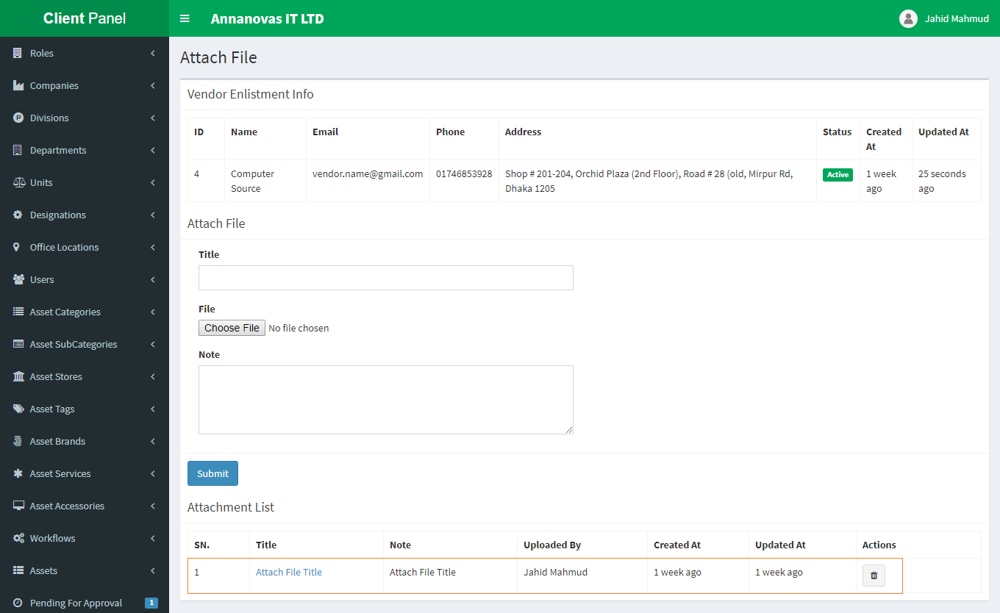 Client Panel
Annanovas IT LTD
Jahid Mahmud
Roles
Companies
Divisions
Departments
Units
Designations
Office Locations
Users
Asset Categories
Asset SubCategories
Asset Stores
Asset Tags
Asset Brands
Asset Services
Asset Accessories
Workflows
Assets
Pending For Approval 1
Attach File
Vendor Enlistment Info
ID Name Email Phone Address Status Created At Updated At
4 Computer Source vendor.name@gmail.com 01746853928 Shop # 201-204, Orchid Plaza (2nd Floor), Road # 28 (old, Mirpur Rd, Dhaka 1205 Active 1 week ago 25 seconds ago
Attach File
Title
File
Choose File No file chosen
Note
Submit
Attachment List
SN. Title Note Uploaded By Created At Updated At Actions
1 Attach File Title Attach File Title Jahid Mahmud 1 week ago 1 week ago